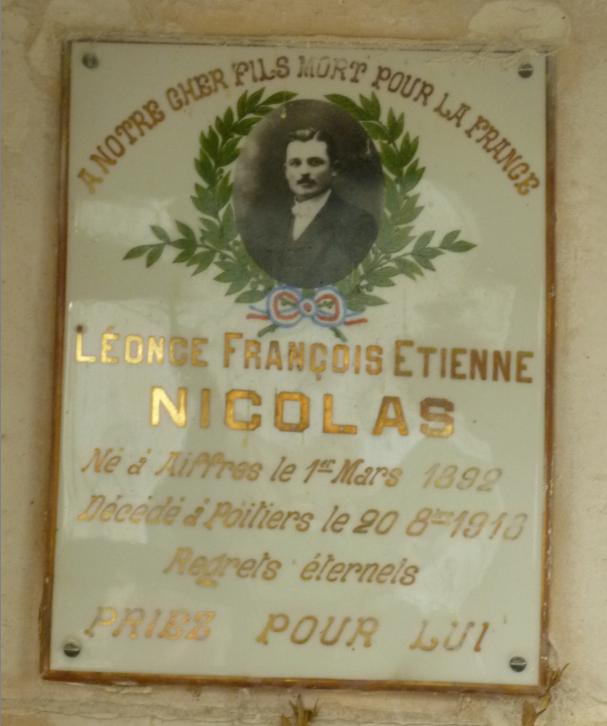 A NOTRE CHER FILS MORT POUR LA FRANCE
LÉONCE FRANÇOIS ETIENNE
NICOLAS
Né à Aiffres le 1er Mars 1892
Décédé à Poitiers le 20 8bre
Regrets éternels
PRIEZ POUR LUI